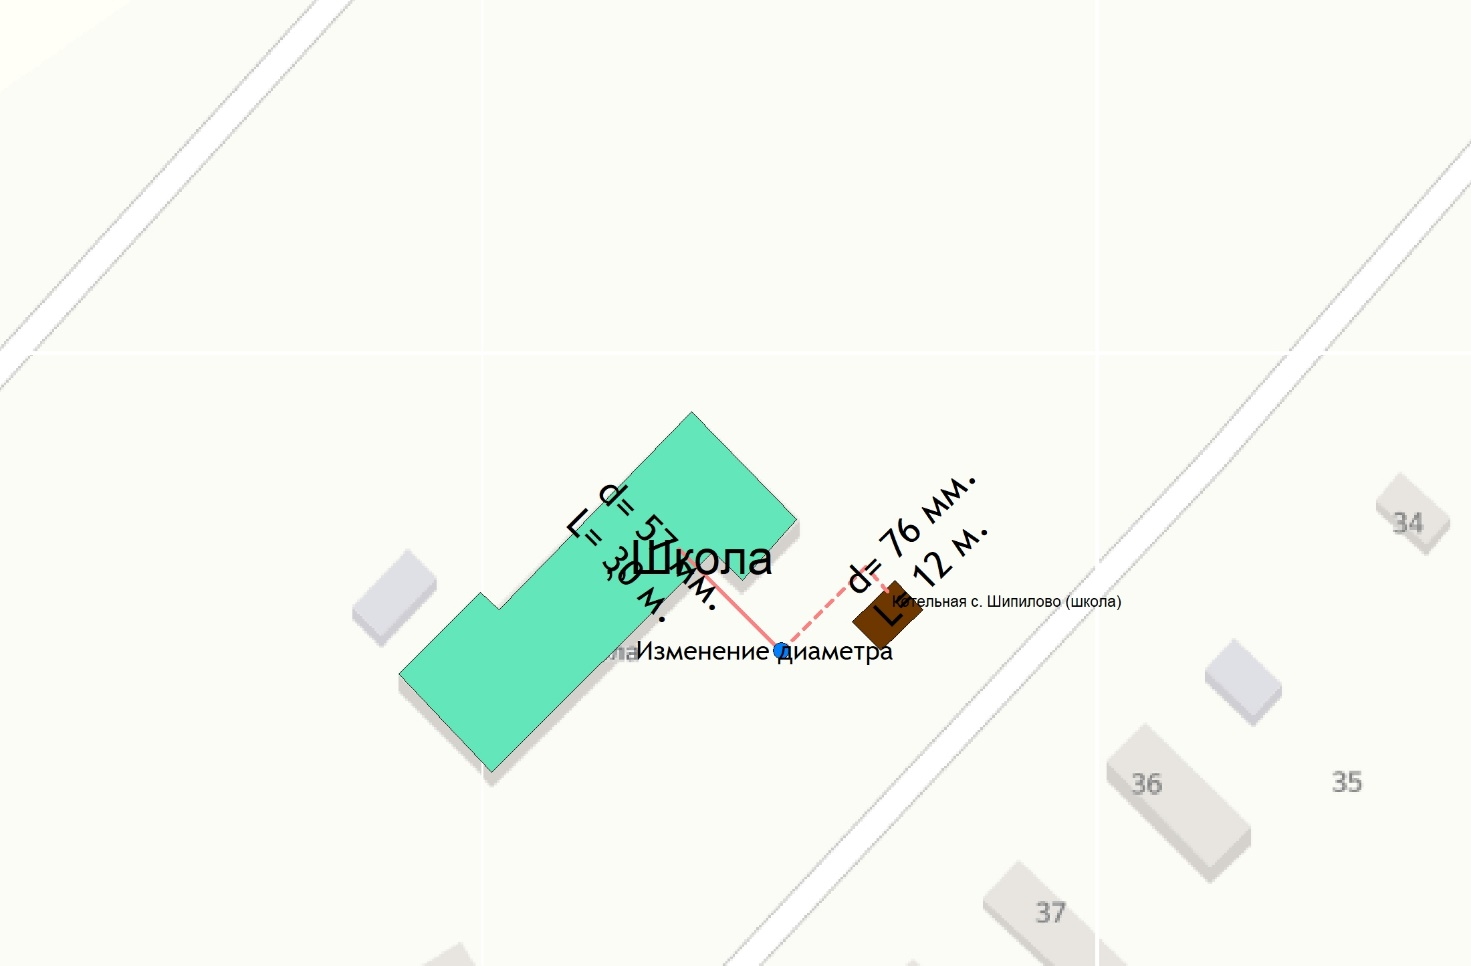 d= 76 мм.
L= 12 м.
d= 57 мм.
L= 30 м.
Школа
Котельная с. Шипилово (школа)
Изменение диаметра
34
36
35
37